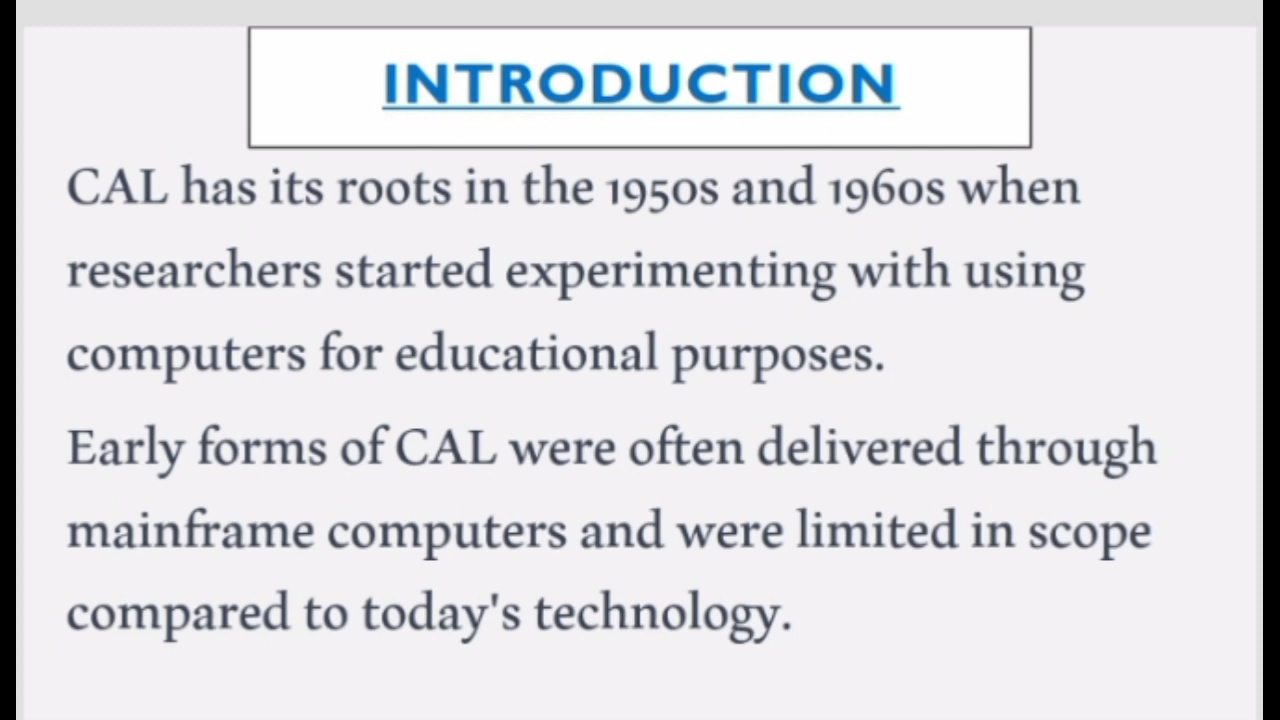 INTRODUCTION
CAL has its roots in the 1950s and 1960s when
researchers started experimenting with using
computers for educational purposes.
Early forms of CAL were often delivered through
mainframe computers and were limited in scope
compared to today's technology.